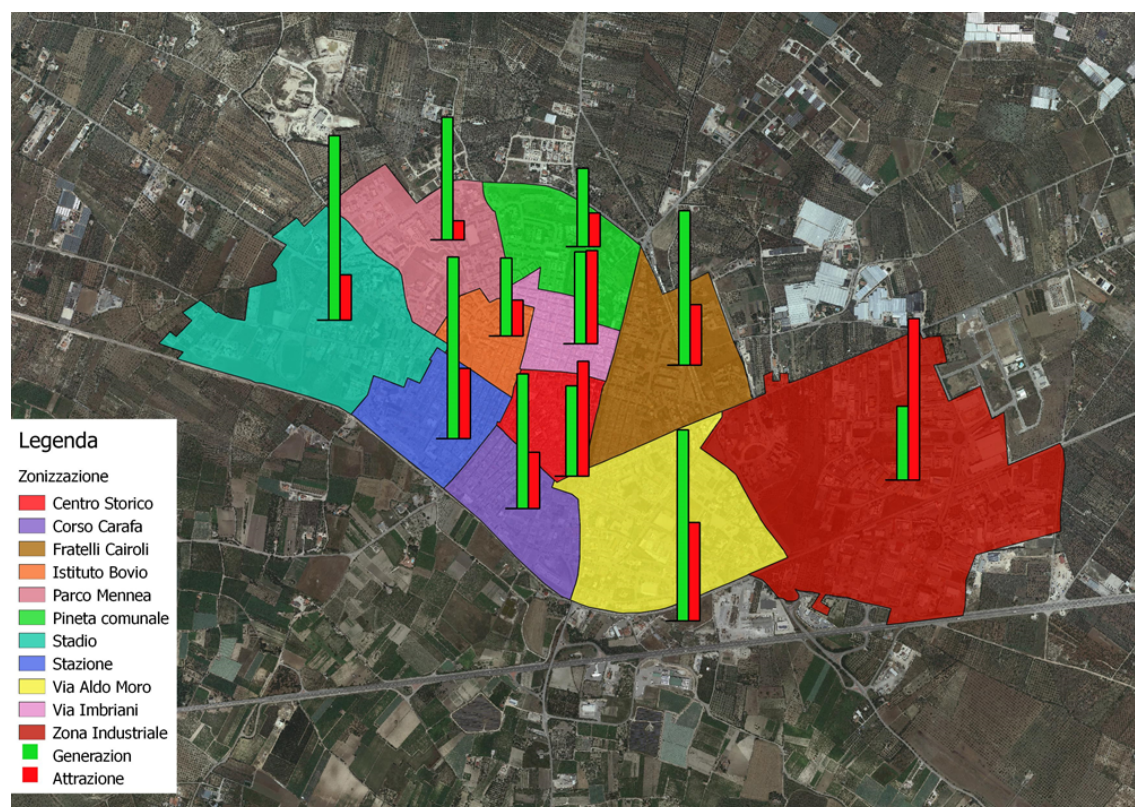 Legenda
Zonizzazione
Centro Storico
Corso Carafa
Fratelli Cairoli
Istituto Bovio
Parco Mennea
Pineta comunale
Stadio
Stazione
Via Aldo Moro
Via Imbriani
Zona Industriale
Generazion
Attrazione